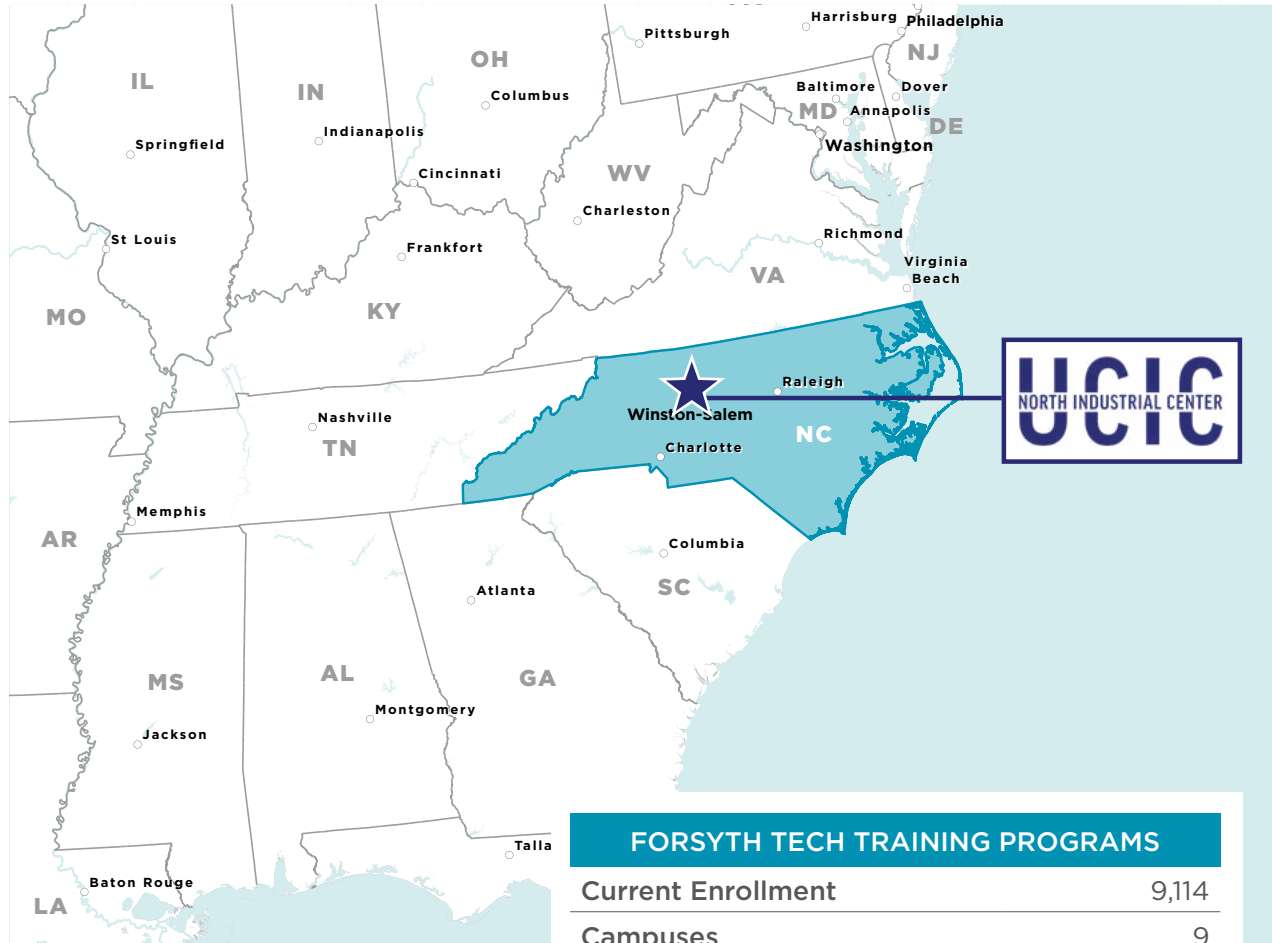 Harrisburg
Philadelphia
Pittsburgh
NJ
OH
IL
IN
Columbus
Baltimore
Dover
MD
Annapolis
DE
Indianapolis
Springfield
Washington
Cincinnati
WV
Charleston
St Louis
Frankfort
Richmond
VA
Virginia
Beach
MO
KY
Raleigh
Winston-Salem
UCIC
NORTH INDUSTRIAL CENTER
Nashville
TN
NC
Charlotte
Memphis
AR
Columbia
SC
Atlanta
MS
AL
GA
Montgomery
Jackson
Talla
Baton Rouge
LA
FORSYTH TECH TRAINING PROGRAMS
Current Enrollment 9,114
Campuses 9